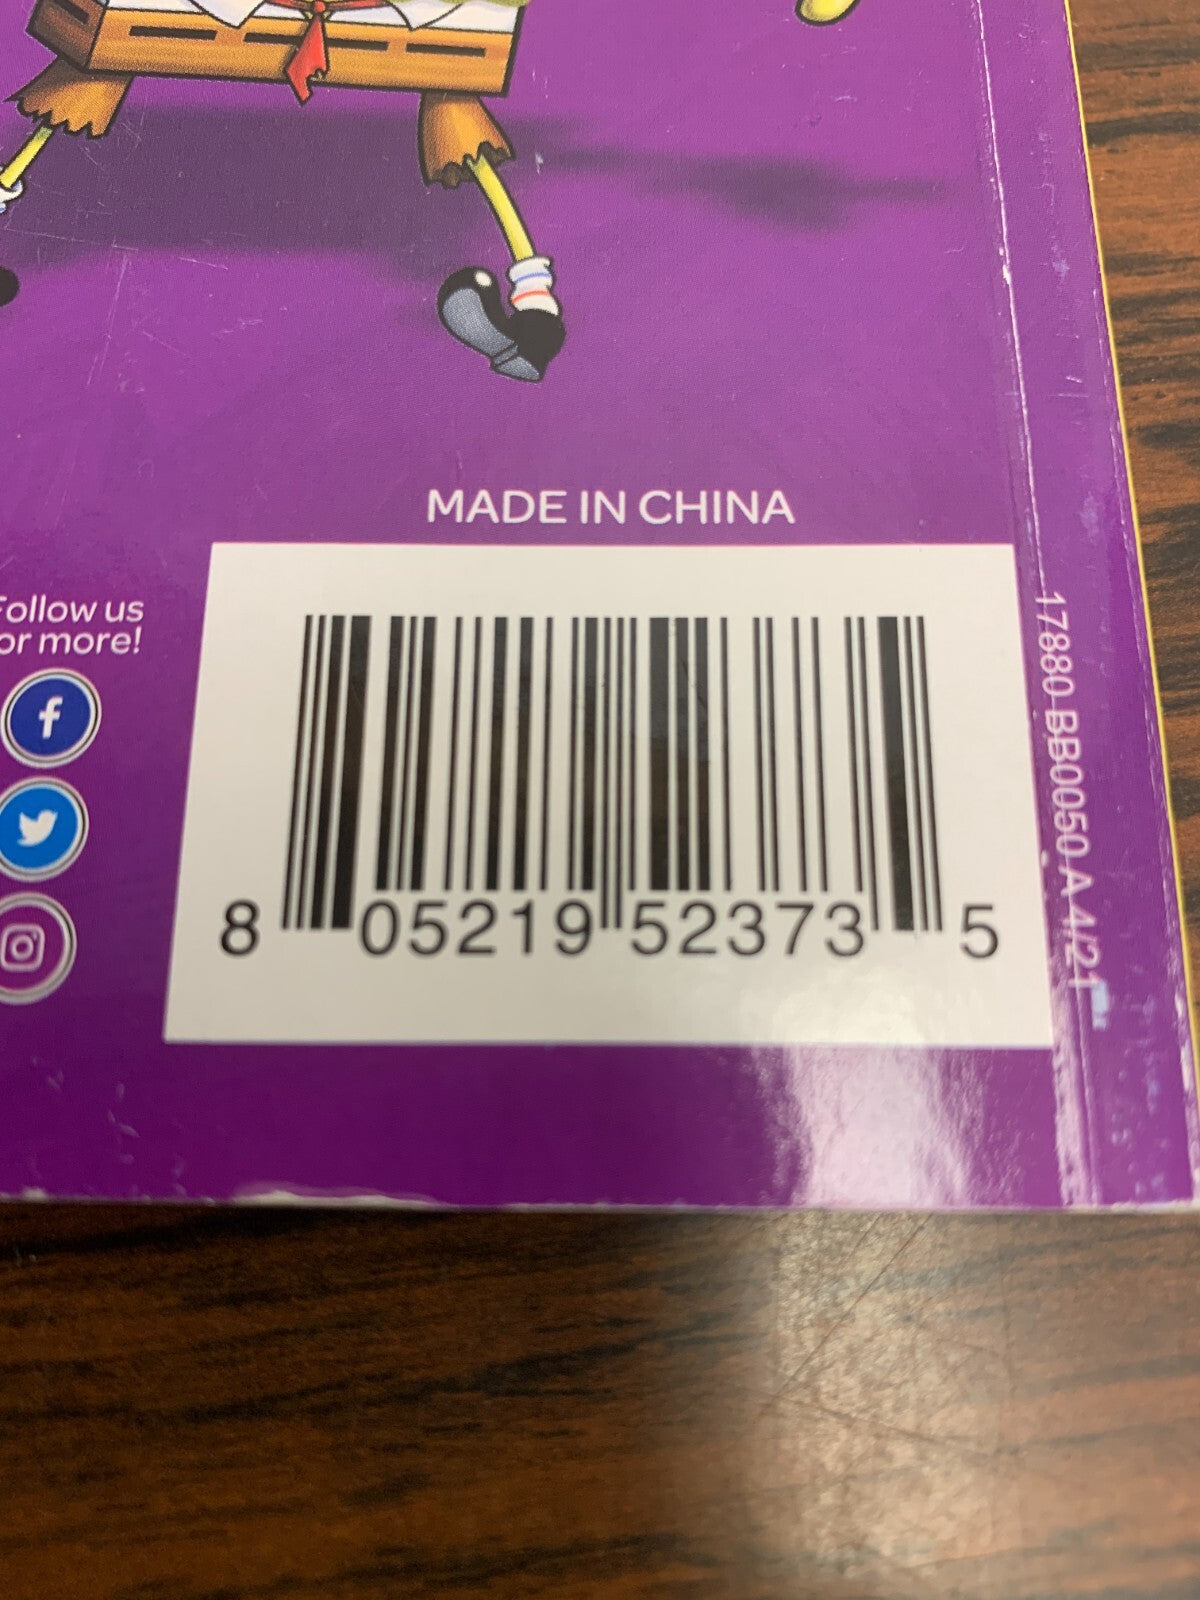 MADE IN CHINA
Follow us
or more!
8 05219 52373 5
17880 BB0050 A 4/21